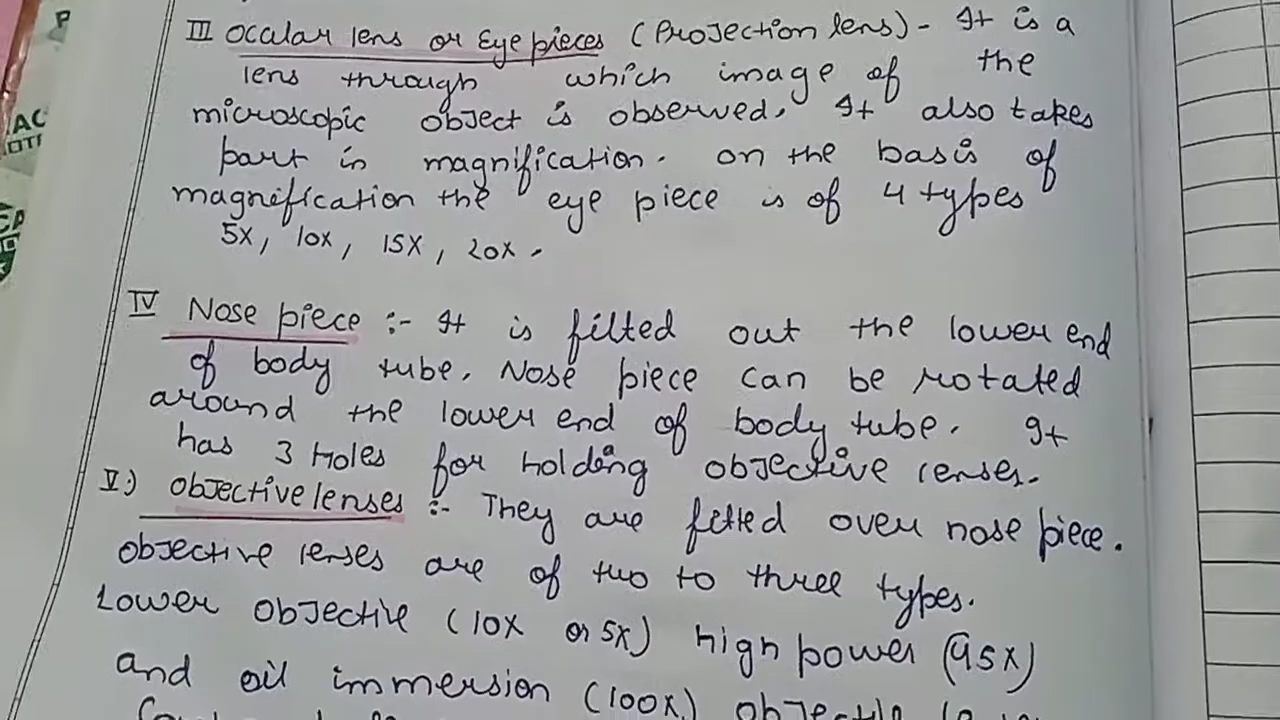 P
AC
OTI
CA
III Ocular lens or Eye pieces (Projection lens) - It is a
lens through which image of the
microscopic object is observed. It also takes
part in magnification. on the basis of
magnification the eye piece is of 4 types
5x, 10x, 15x, 20x.
IV Nose piece :- It is filted out the lower end
of body tube. Nose piece can be rotated
around the lower end of body tube. It
has 3 Holes for holding objective lenses.
V.) objective lenses :- They are fitted over nose piece.
objective lenses are of two to three types.
Lower objective (10x or 5x) high power (95x)
and oil immersion (100x)